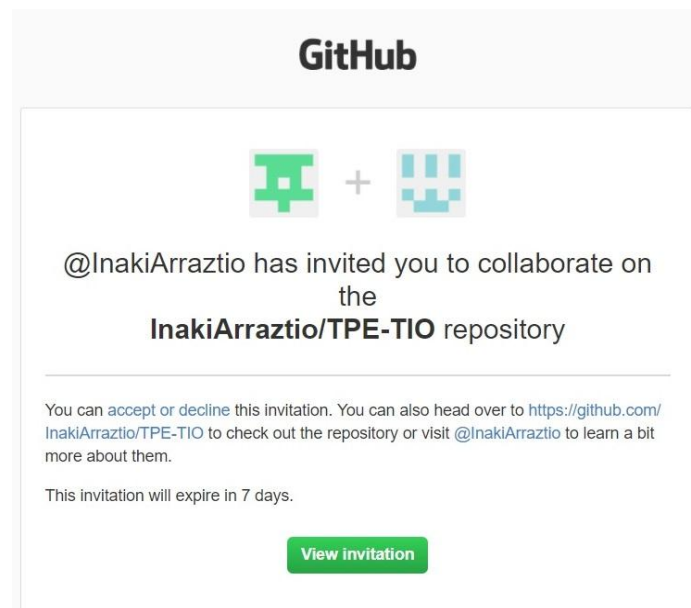 GitHub
+
@InakiArraztio has invited you to collaborate on
the
InakiArraztio/TPE-TIO repository
You can accept or decline this invitation. You can also head over to https://github.com/
InakiArraztio/TPE-TIO to check out the repository or visit @InakiArraztio to learn a bit
more about them.
This invitation will expire in 7 days.
View invitation